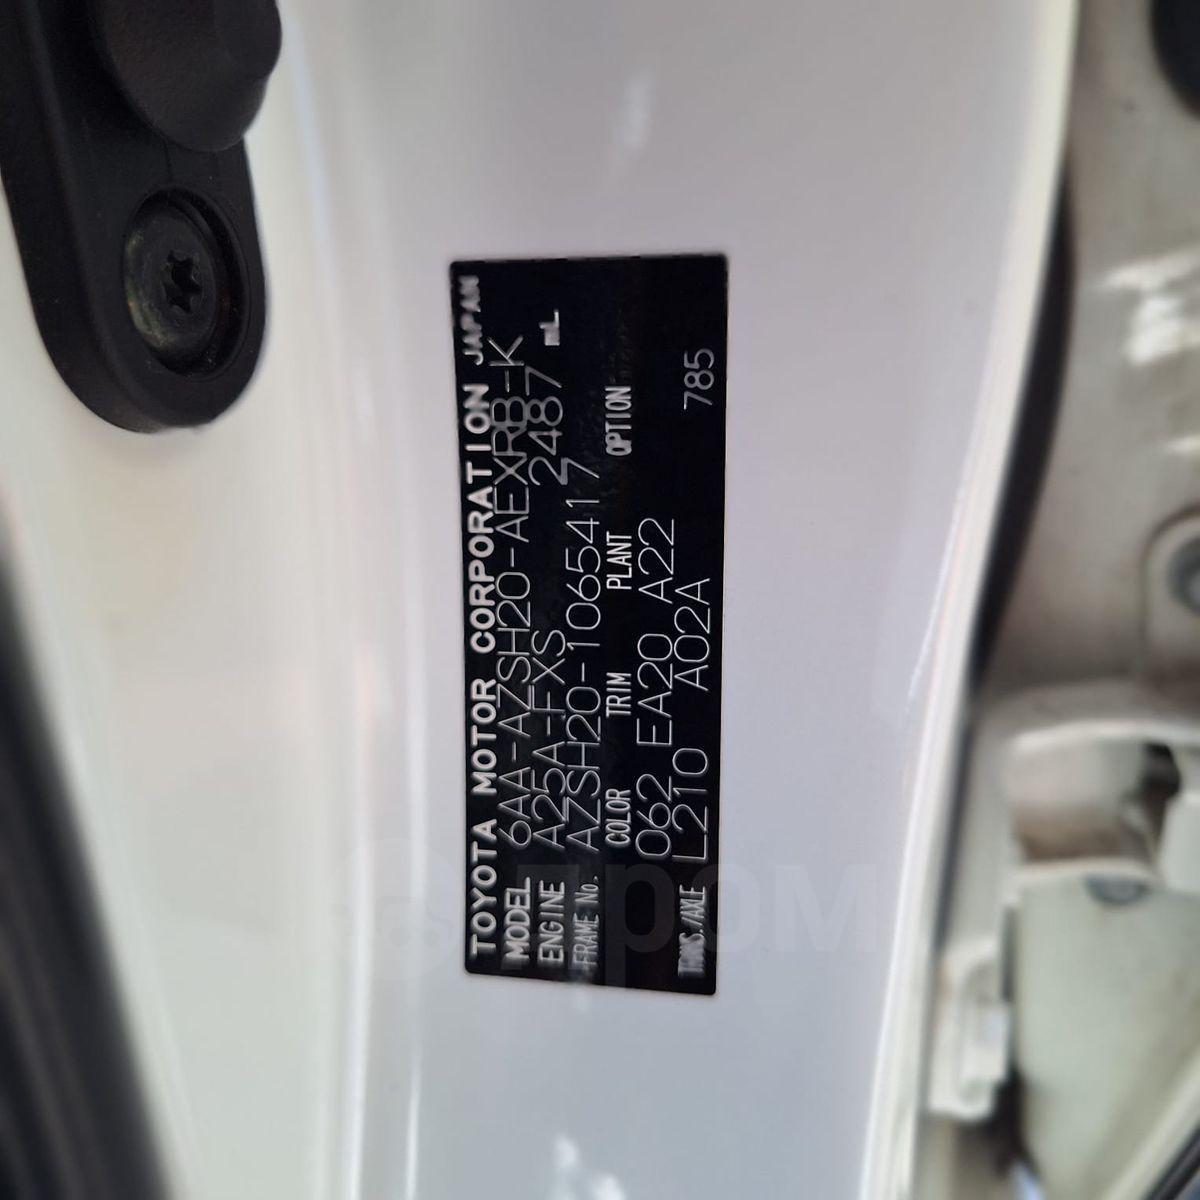 TOYOTA MOTOR CORPORATION JAPAN
MODEL 6AA-AZSH20-AEXRB-K
ENGINE A25A-FXS 2487 mL
FRAME No. AZSH20-1065417
COLOR TRIM PLANT OPTION
062 EA20 A22
TRANS./AXLE L210 A02A 785
дром